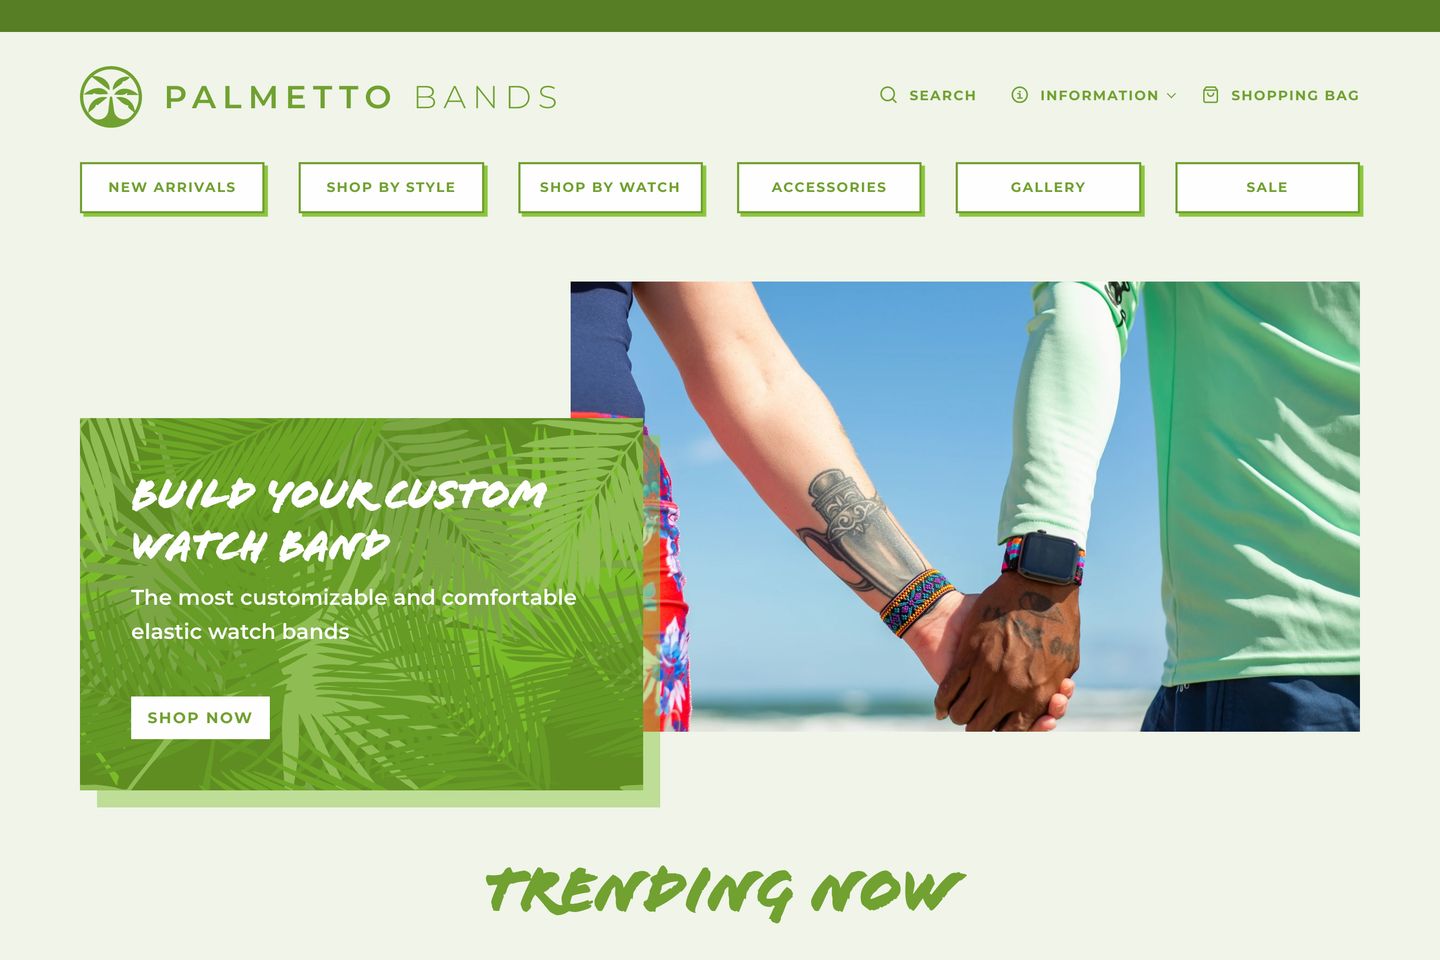 PALMETTO BANDS
SEARCH
INFORMATION
SHOPPING BAG
NEW ARRIVALS
SHOP BY STYLE
SHOP BY WATCH
ACCESSORIES
GALLERY
SALE
BUILD YOUR CUSTOM
WATCH BAND
The most customizable and comfortable
elastic watch bands
SHOP NOW
TRENDING NOW